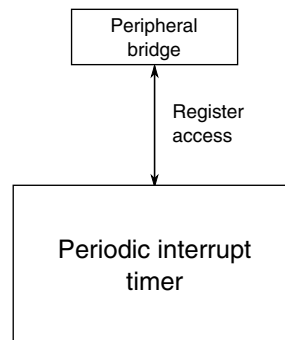 Peripheral
bridge
Register
access
Periodic interrupt
timer